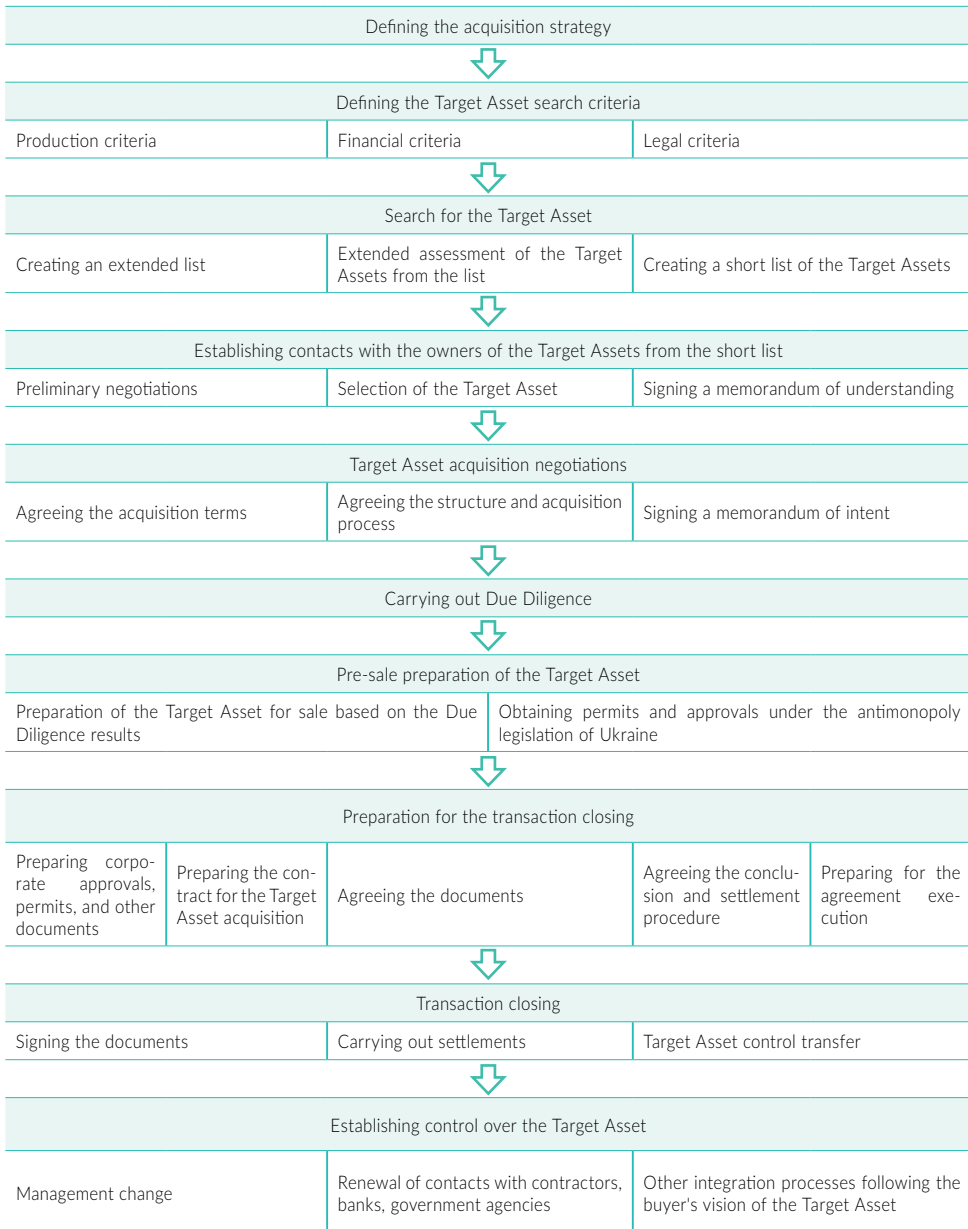 Defining the acquisition strategy
Defining the Target Asset search criteria
Production criteria
Financial criteria
Legal criteria
Search for the Target Asset
Creating an extended list
Extended assessment of the Target
Assets from the list
Creating a short list of the Target Assets
Establishing contacts with the owners of the Target Assets from the short list
Preliminary negotiations
Selection of the Target Asset
Signing a memorandum of understanding
Target Asset acquisition negotiations
Agreeing the acquisition terms
Agreeing the structure and acquisition
process
Signing a memorandum of intent
Carrying out Due Diligence
Pre-sale preparation of the Target Asset
Preparation of the Target Asset for sale based on the Due
Diligence results
Obtaining permits and approvals under the antimonopoly
legislation of Ukraine
Preparation for the transaction closing
Preparing corpo-
rate approvals,
permits, and other
documents
Preparing the con-
tract for the Target
Asset acquisition
Agreeing the documents
Agreeing the conclu-
sion and settlement
procedure
Preparing for the
agreement exe-
cution
Transaction closing
Signing the documents
Carrying out settlements
Target Asset control transfer
Establishing control over the Target Asset
Management change
Renewal of contacts with contractors,
banks, government agencies
Other integration processes following the
buyer's vision of the Target Asset